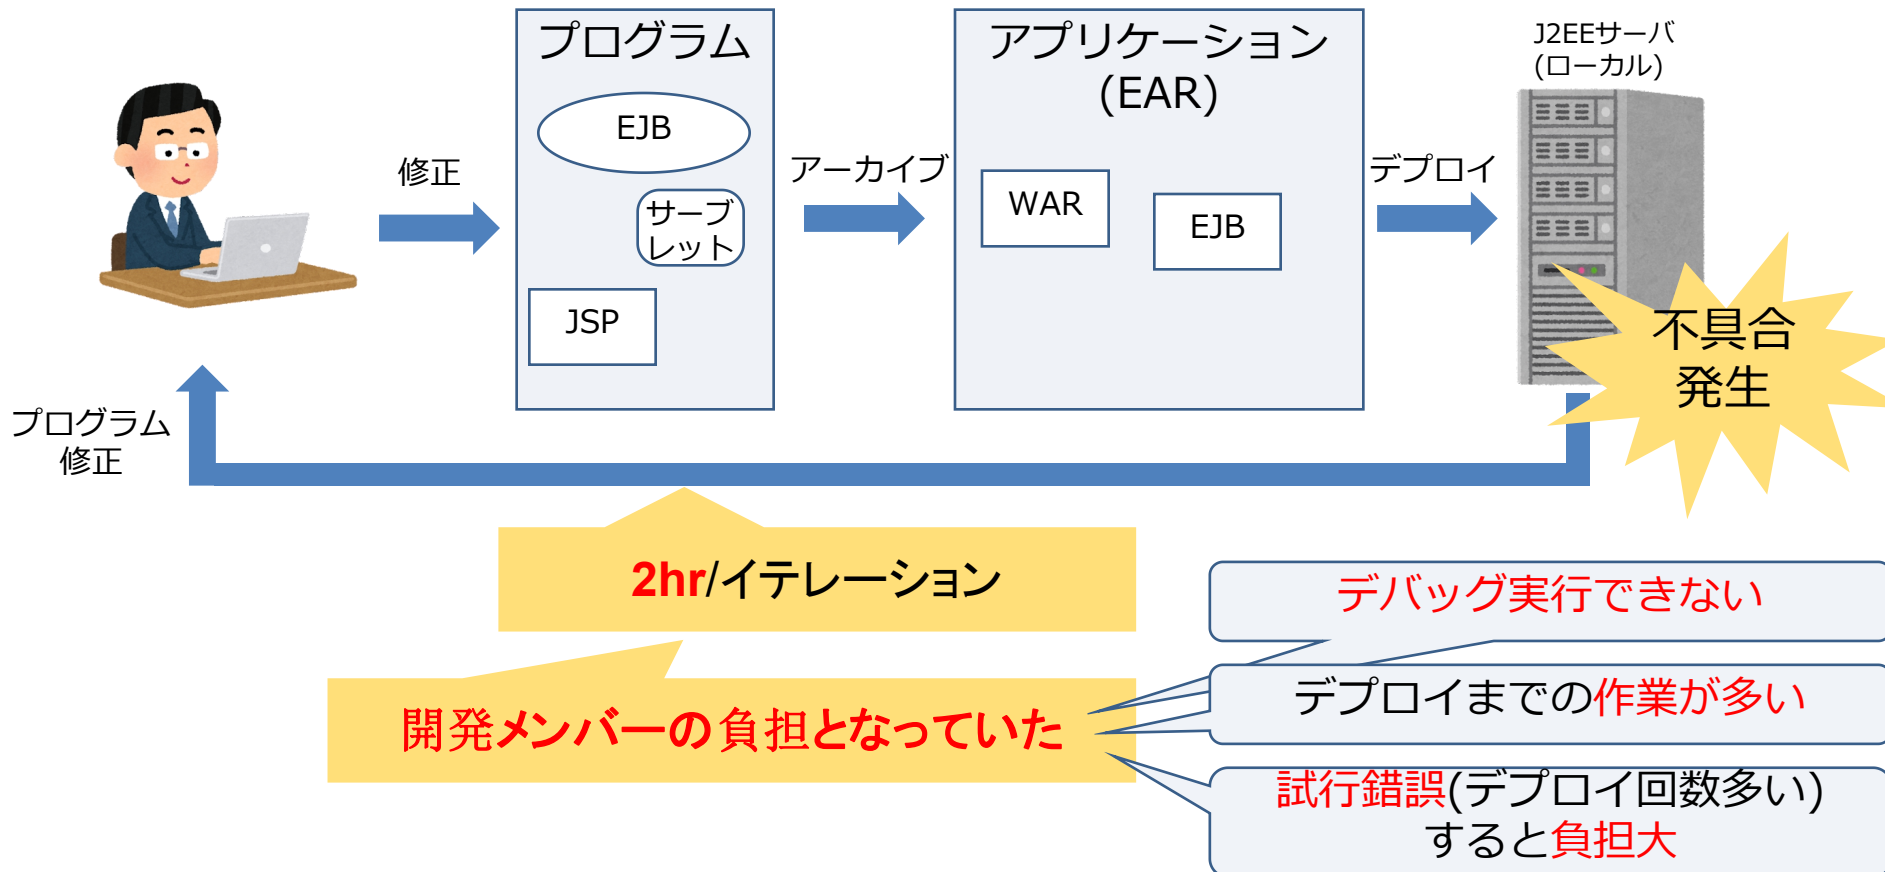 プログラム
アプリケーション
(EAR)
J2EEサーバ
(ローカル)
EJB
修正
アーカイブ
デプロイ
サーブ
レット
WAR
EJB
JSP
不具合
発生
プログラム
修正
2hr/イテレーション
デバッグ実行できない
開発メンバーの負担となっていた
デプロイまでの作業が多い
試行錯誤(デプロイ回数多い)
すると負担大